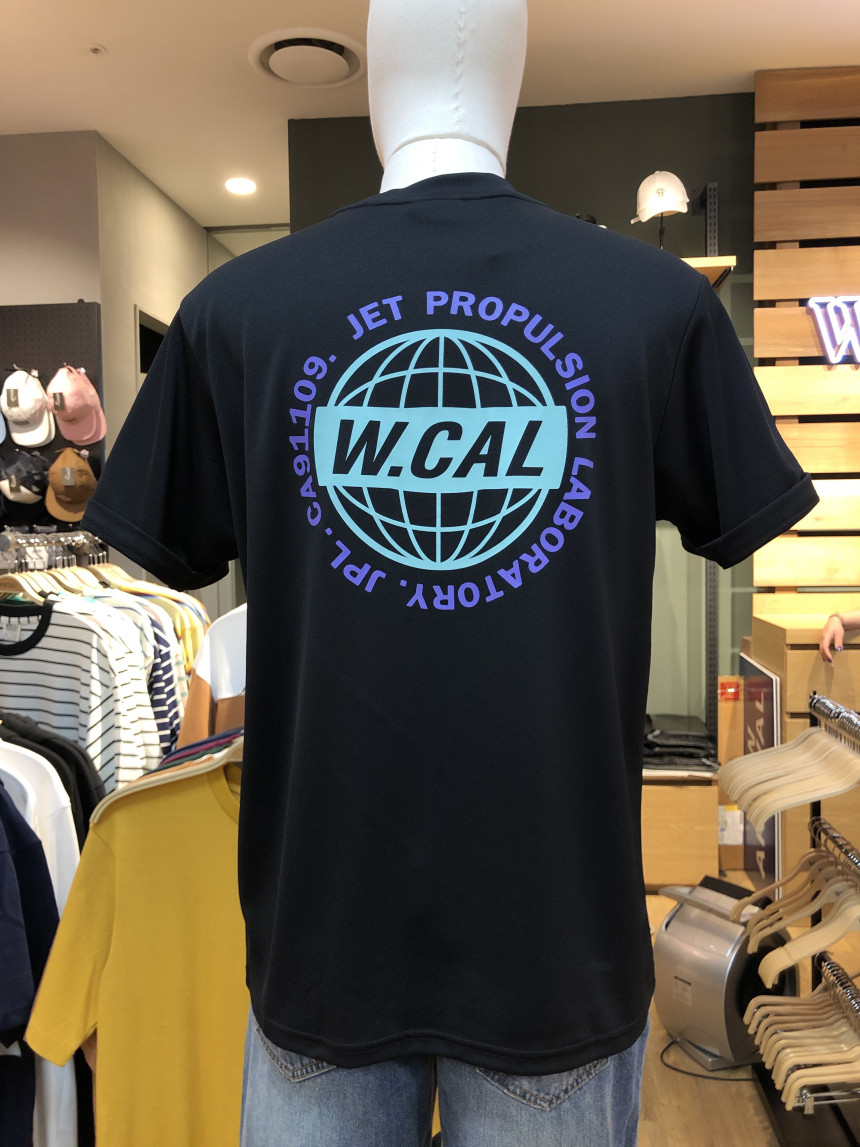 JET PROPULSION LABORATORY. JPL. CA91109.
W.CAL
W